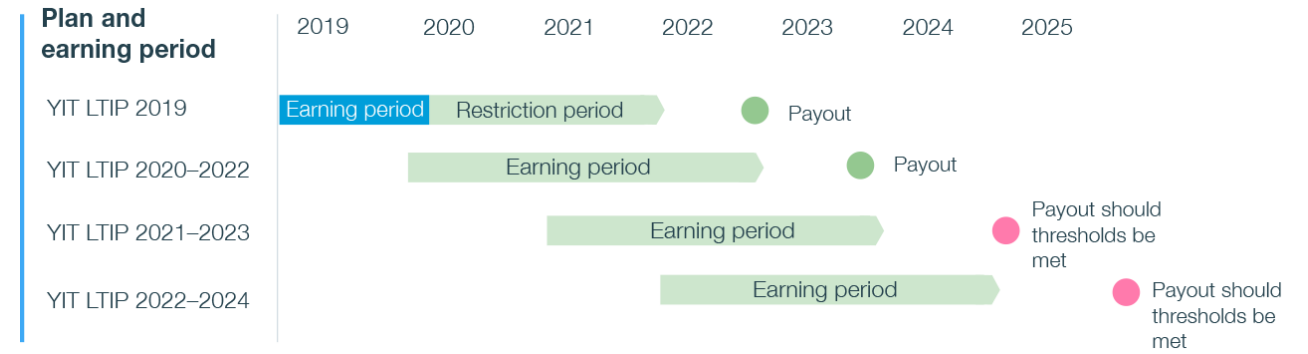 Plan and
earning period
2019 2020 2021 2022 2023 2024 2025
YIT LTIP 2019 Earning period Restriction period Payout
YIT LTIP 2020–2022 Earning period Payout
YIT LTIP 2021–2023 Earning period Payout should
thresholds be
met
YIT LTIP 2022–2024 Earning period Payout should
thresholds be
met